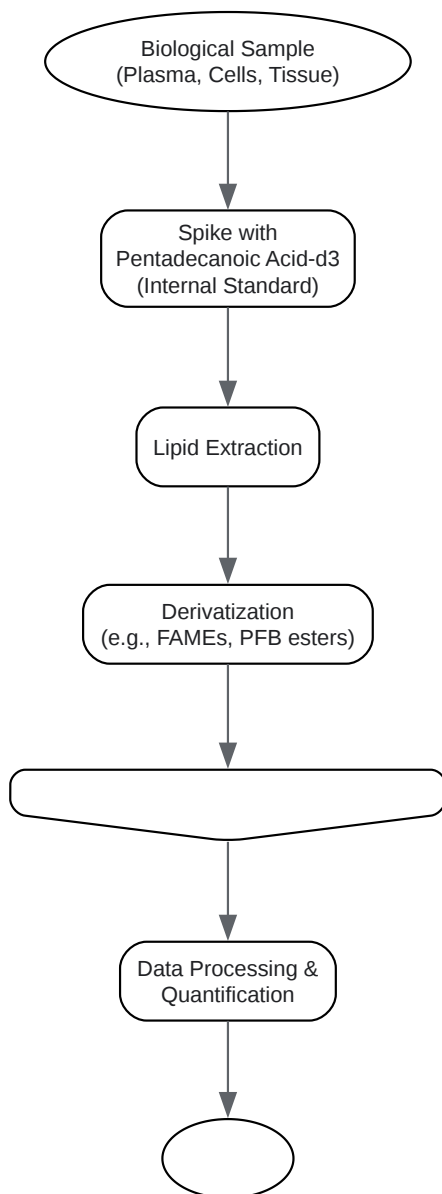 Biological Sample
(Plasma, Cells, Tissue)
Spike with
Pentadecanoic Acid-d3
(Internal Standard)
Lipid Extraction
Derivatization
(e.g., FAMEs, PFB esters)
Data Processing &
Quantification